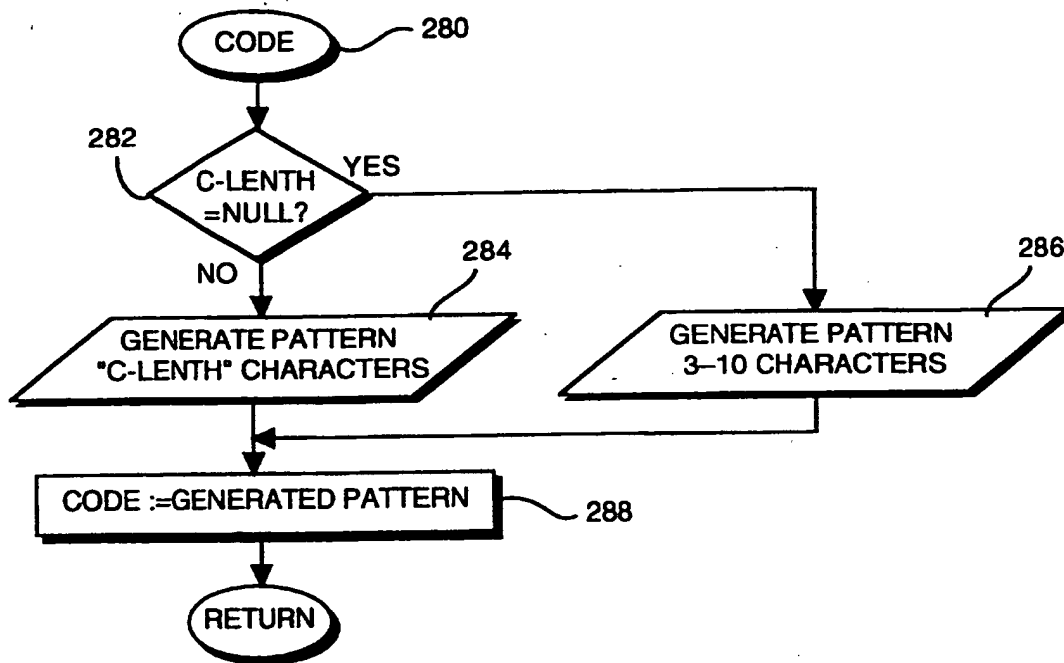 CODE
280
282
C-LENTH
=NULL?
YES
NO
284
286
GENERATE PATTERN
"C-LENTH" CHARACTERS
GENERATE PATTERN
3–10 CHARACTERS
CODE :=GENERATED PATTERN
288
RETURN